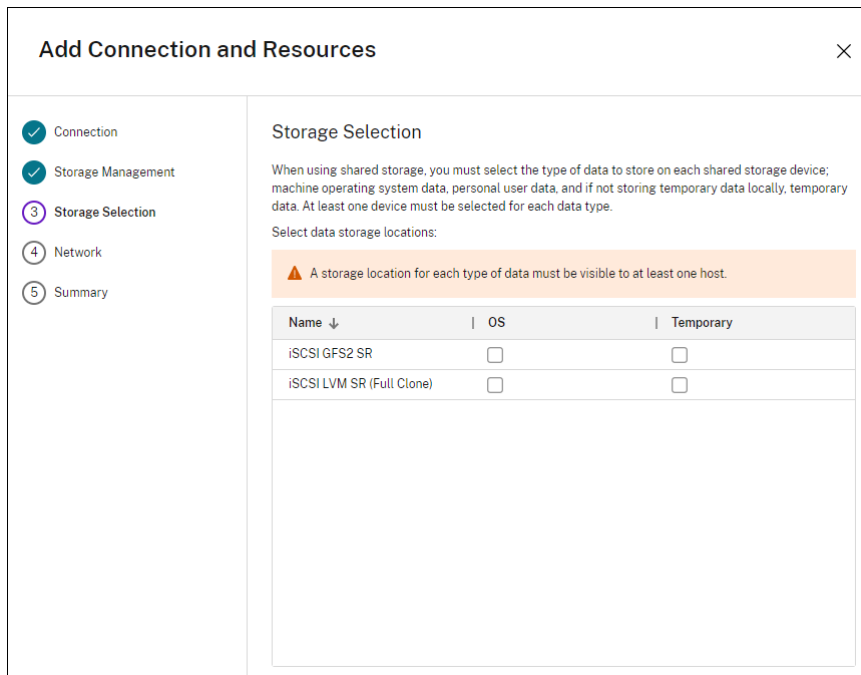 Add Connection and Resources
Connection
Storage Management
3 Storage Selection
4 Network
5 Summary
Storage Selection
When using shared storage, you must select the type of data to store on each shared storage device;
machine operating system data, personal user data, and if not storing temporary data locally, temporary
data. At least one device must be selected for each data type.
Select data storage locations:
A storage location for each type of data must be visible to at least one host.
Name ↓ | OS | Temporary
iSCSI GFS2 SR
iSCSI LVM SR (Full Clone)